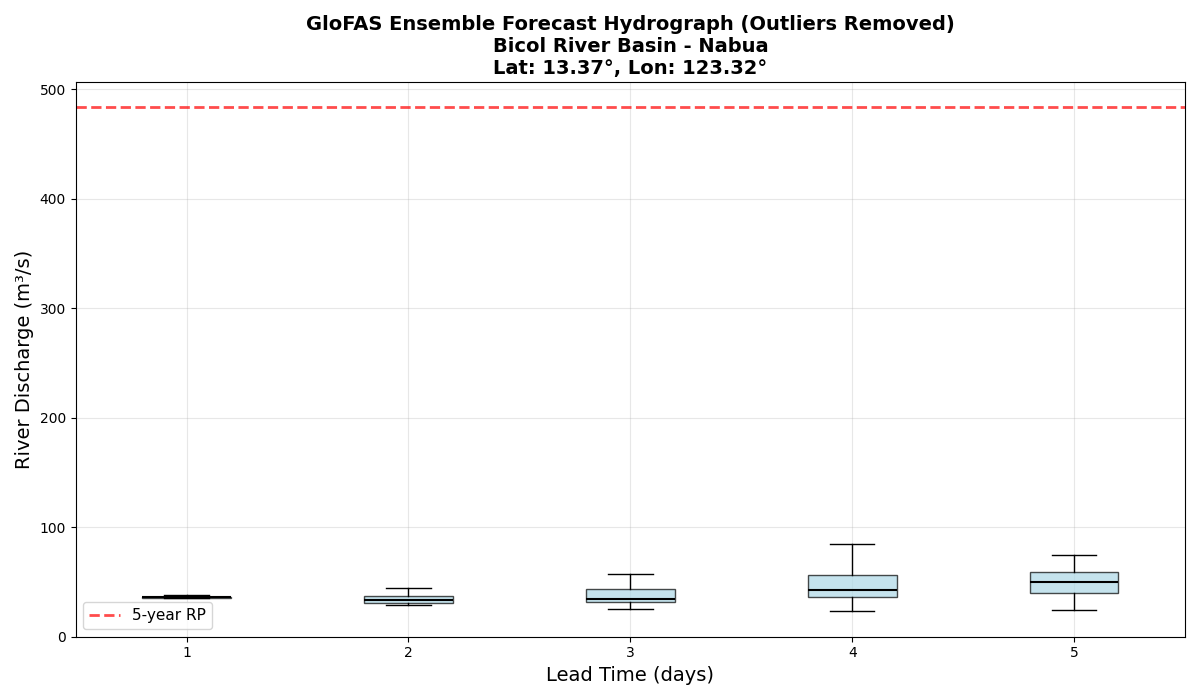 GloFAS Ensemble Forecast Hydrograph (Outliers Removed)
Bicol River Basin - Nabua
Lat: 13.37°, Lon: 123.32°
River Discharge (m³/s)
500
400
300
200
100
0
5-year RP
1
2
3
4
5
Lead Time (days)